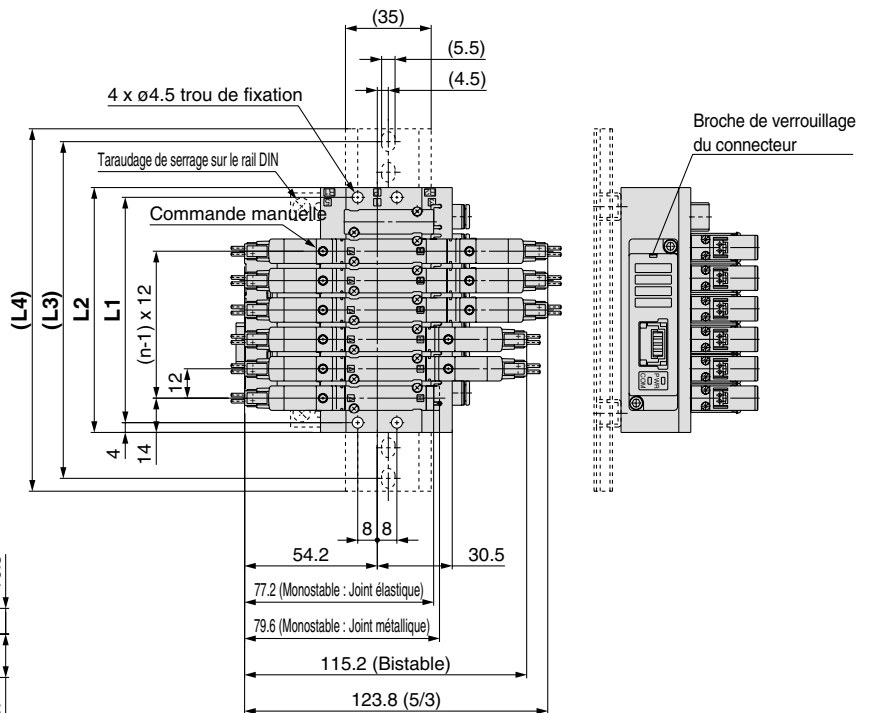 (35)
(5.5)
(4.5)
4 x ø4.5 trou de fixation
Broche de verrouillage
du connecteur
Taraudage de serrage sur le rail DIN
Commande manuelle
(L4)
(L3)
L2
L1
(n-1) x 12
12
4
14
COM
PWR
8
8
54.2
30.5
77.2 (Monostable : Joint élastique)
79.6 (Monostable : Joint métallique)
115.2 (Bistable)
123.8 (5/3)